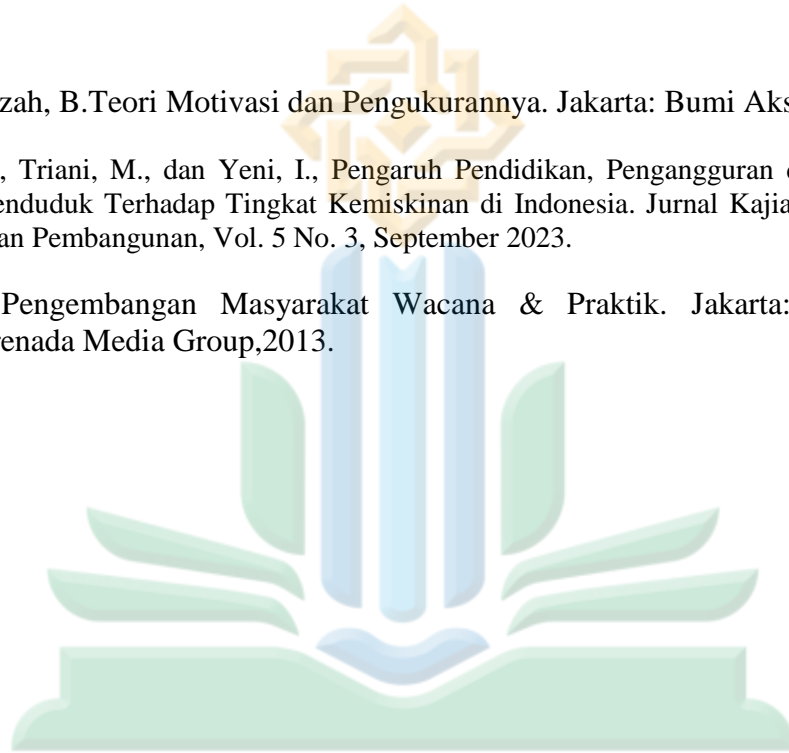 zah, B.Teori Motivasi dan Pengukurannya. Jakarta: Bumi Aks
, Triani, M., dan Yeni, I., Pengaruh Pendidikan, Pengangguran
enduduk Terhadap Tingkat Kemiskinan di Indonesia. Jurnal Kajia
an Pembangunan, Vol. 5 No. 3, September 2023.
Pengembangan Masyarakat Wacana & Praktik. Jakarta:
renada Media Group,2013.